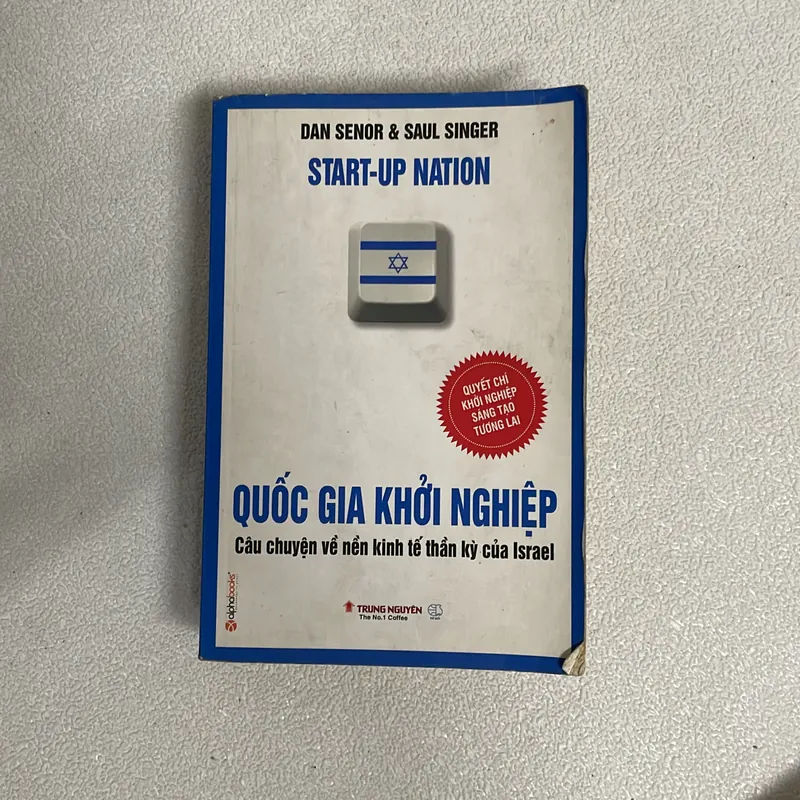 DAN SENOR & SAUL SINGER
START-UP NATION
QUYẾT CHÍ
KHỞI NGHIỆP
SÁNG TẠO
TƯƠNG LAI
QUỐC GIA KHỞI NGHIỆP
Câu chuyện về nền kinh tế thần kỳ của Israel
alphabooks
TRUNG NGUYÊN
The No.1 Coffee